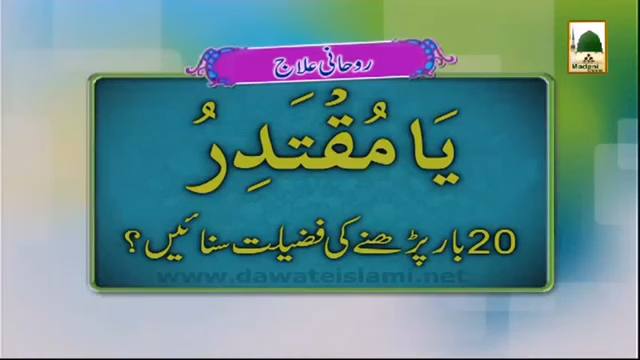 Madani
روحانی علاج
یَا مُقْتَدِرُ
20 بار پڑھنے کی فضیلت سنائیں؟
www.dawateislami.net